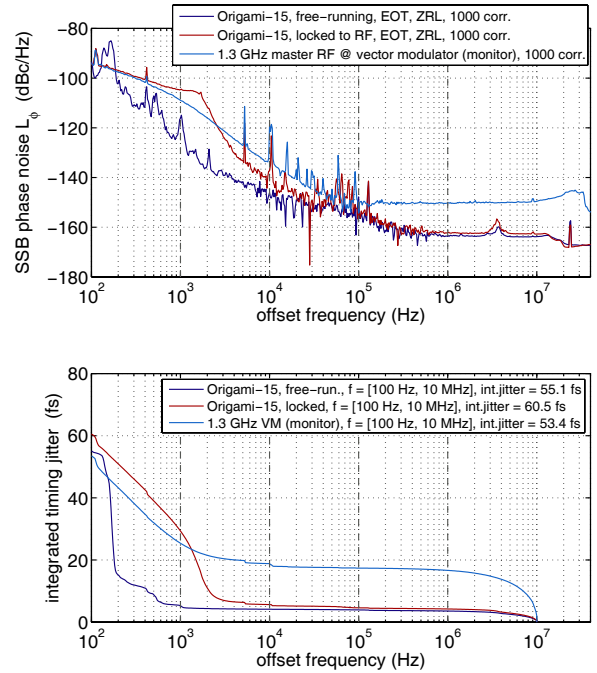 Origami−15, free−running, EOT, ZRL, 1000 corr.
Origami−15, locked to RF, EOT, ZRL, 1000 corr.
1.3 GHz master RF @ vector modulator (monitor), 1000 corr.
SSB phase noise L_ϕ (dBc/Hz)
−80
−100
−120
−140
−160
−180
10^2 10^3 10^4 10^5 10^6 10^7
offset frequency (Hz)
Origami−15, free−run., f = [100 Hz, 10 MHz], int.jitter = 55.1 fs
Origami−15, locked, f = [100 Hz, 10 MHz], int.jitter = 60.5 fs
1.3 GHz VM (monitor), f = [100 Hz, 10 MHz], int.jitter = 53.4 fs
integrated timing jitter (fs)
80
60
40
20
0
10^2 10^3 10^4 10^5 10^6 10^7
offset frequency (Hz)